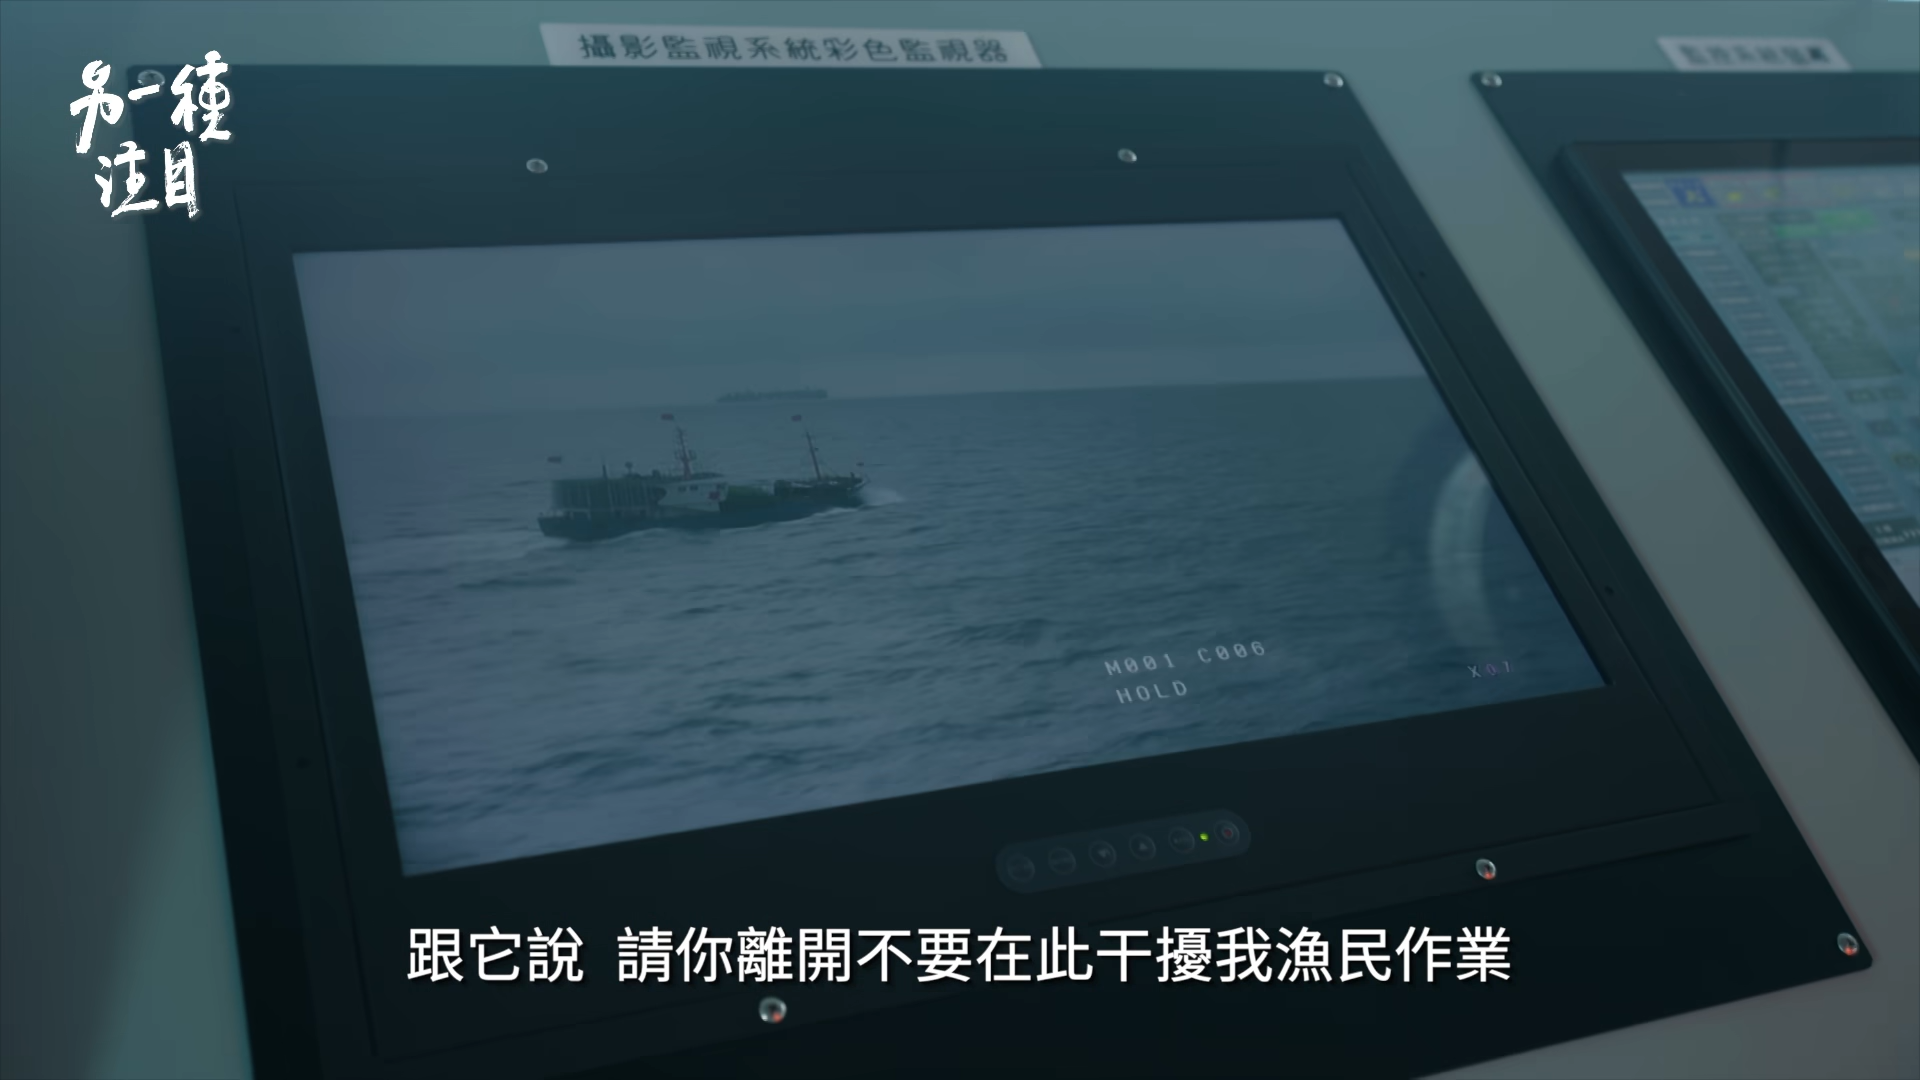 另一種
注目
攝影監視系統彩色監視器
M001 C006
HOLD
跟它說 請你離開不要在此干擾我漁民作業